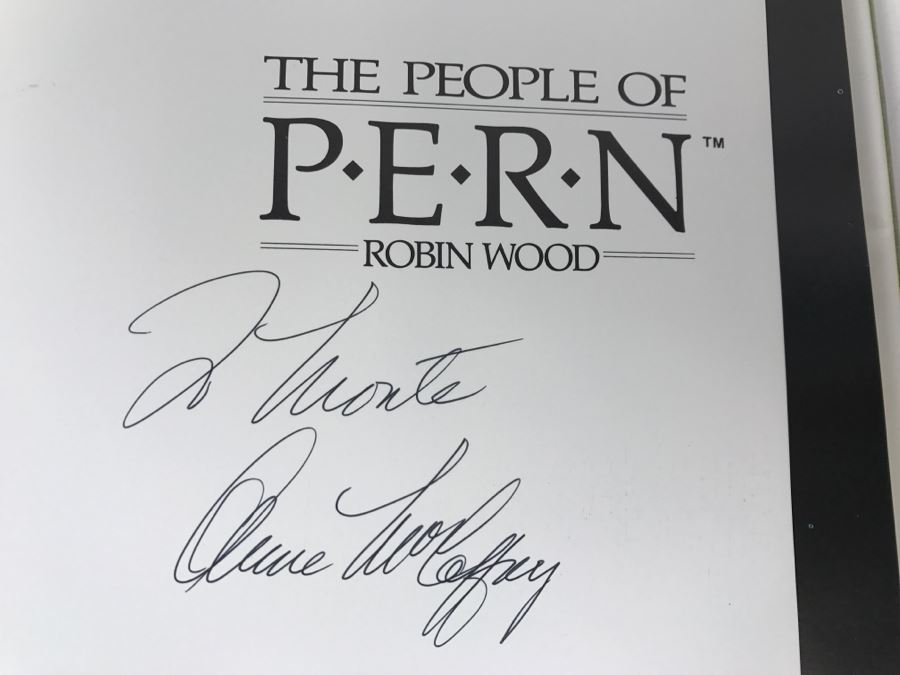 THE PEOPLE OF
P·E·R·N™
ROBIN WOOD
To Monte
Anne McCaffrey